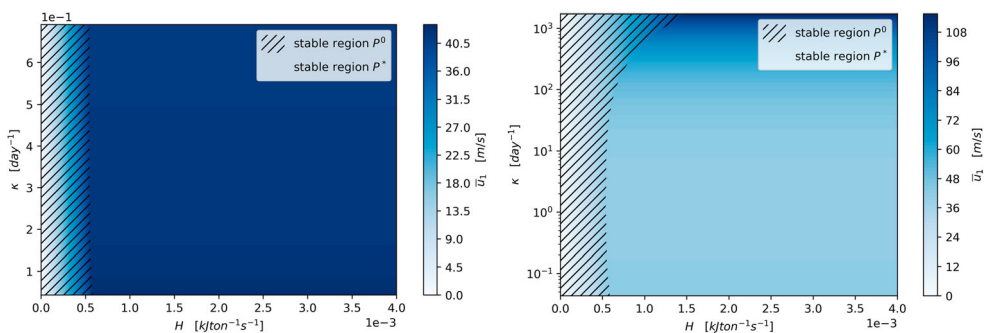 1e−1
6
5
4
3
2
1
κ [day⁻¹]
0.0 0.5 1.0 1.5 2.0 2.5 3.0 3.5 4.0
1e−3
H [kJton⁻¹s⁻¹]
stable region P⁰
stable region P*
40.5
36.0
31.5
27.0
22.5
18.0
13.5
9.0
4.5
0.0
u̅₁ [m/s]
10³
10²
10¹
10⁰
10⁻¹
κ [day⁻¹]
0.0 0.5 1.0 1.5 2.0 2.5 3.0 3.5 4.0
1e−3
H [kJton⁻¹s⁻¹]
stable region P⁰
stable region P*
108
96
84
72
60
48
36
24
12
0
u̅₁ [m/s]